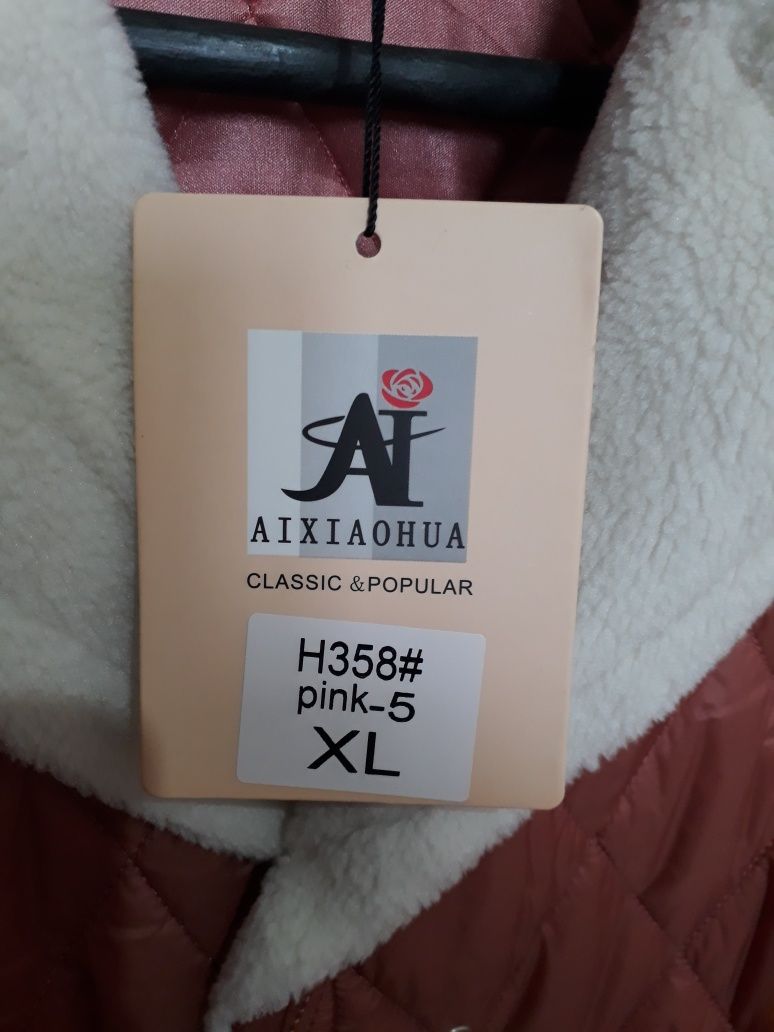 AI
AIXIAOHUA
CLASSIC &POPULAR
H358#
pink-5
XL